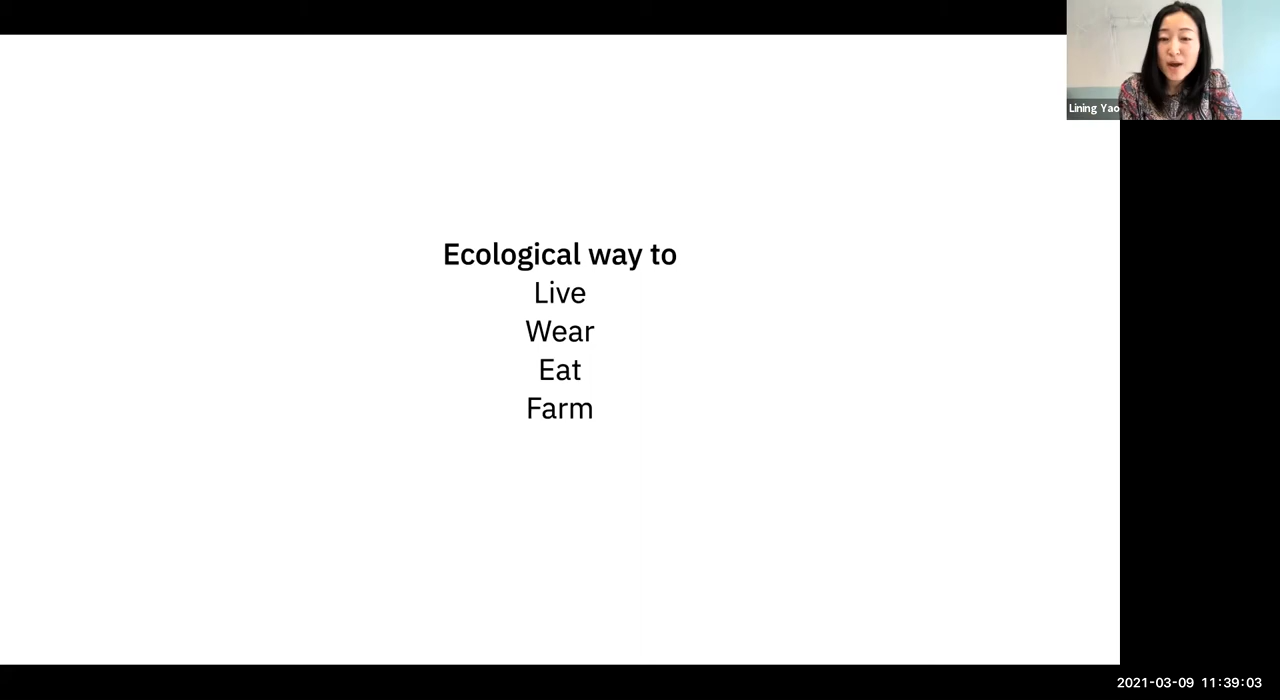 Lining Yao
Ecological way to
Live
Wear
Eat
Farm
2021-03-09 11:39:03